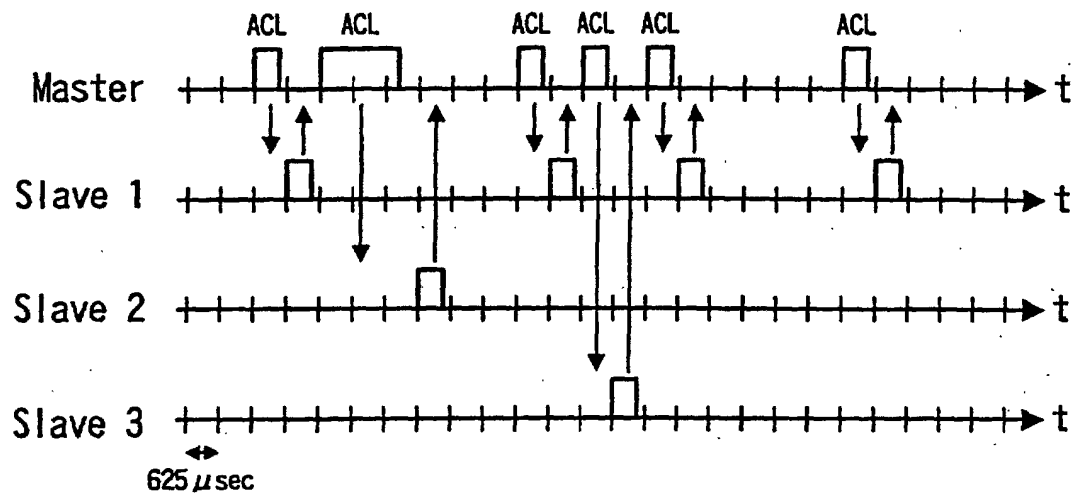 ACL ACL ACL ACL ACL ACL
Master t
Slave 1 t
Slave 2 t
Slave 3 t
625 μsec